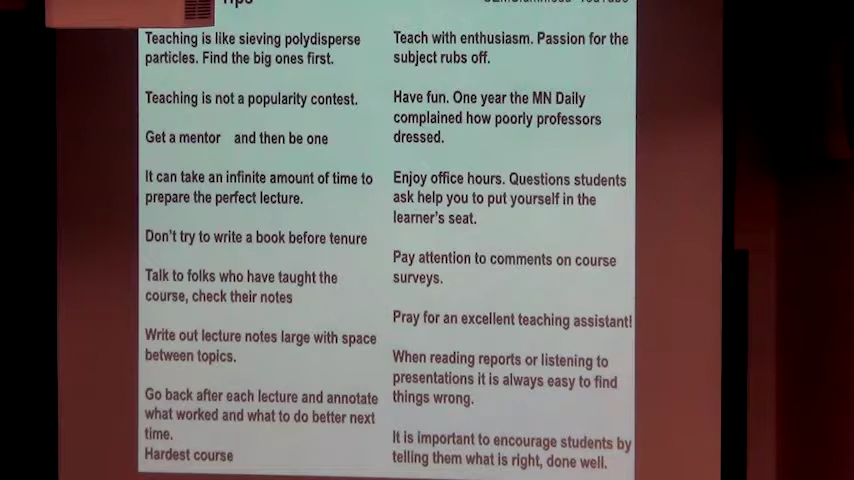 Tips
Teaching is like sieving polydisperse
particles. Find the big ones first.
Teaching is not a popularity contest.
Get a mentor and then be one
It can take an infinite amount of time to
prepare the perfect lecture.
Don't try to write a book before tenure
Talk to folks who have taught the
course, check their notes
Write out lecture notes large with space
between topics.
Go back after each lecture and annotate
what worked and what to do better next
time.
Hardest course
Teach with enthusiasm. Passion for the
subject rubs off.
Have fun. One year the MN Daily
complained how poorly professors
dressed.
Enjoy office hours. Questions students
ask help you to put yourself in the
learner's seat.
Pay attention to comments on course
surveys.
Pray for an excellent teaching assistant!
When reading reports or listening to
presentations it is always easy to find
things wrong.
It is important to encourage students by
telling them what is right, done well.